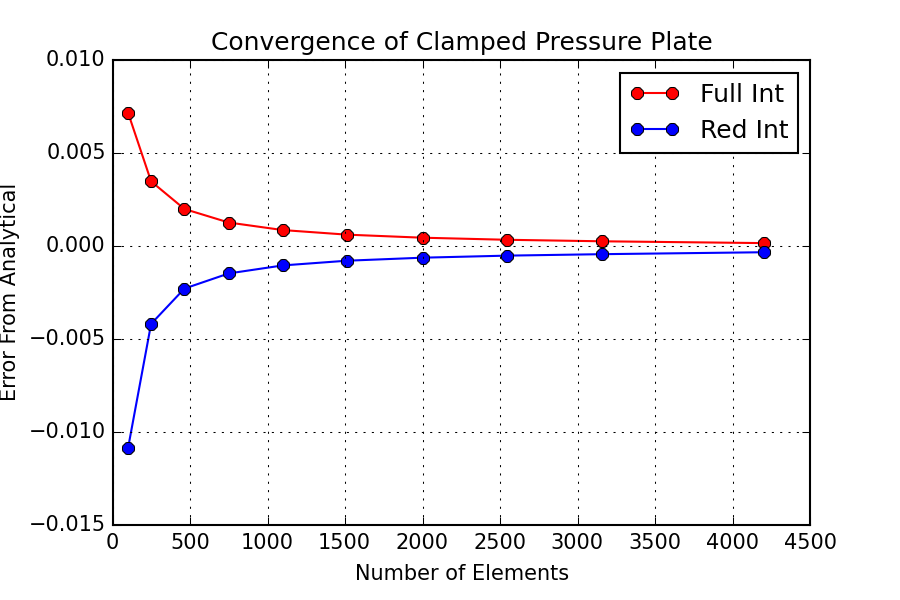 Convergence of Clamped Pressure Plate
0.010
0.005
0.000
−0.005
−0.010
−0.015
Error From Analytical
Full Int
Red Int
0 500 1000 1500 2000 2500 3000 3500 4000 4500
Number of Elements